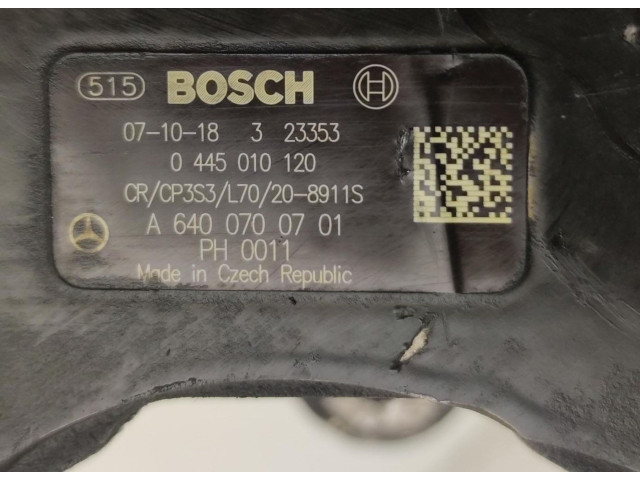 515 BOSCH
07-10-18 3 23353
0 445 010 120
CR/CP3S3/L70/20-8911S
A 640 070 07 01
PH 0011
Made in Czech Republic